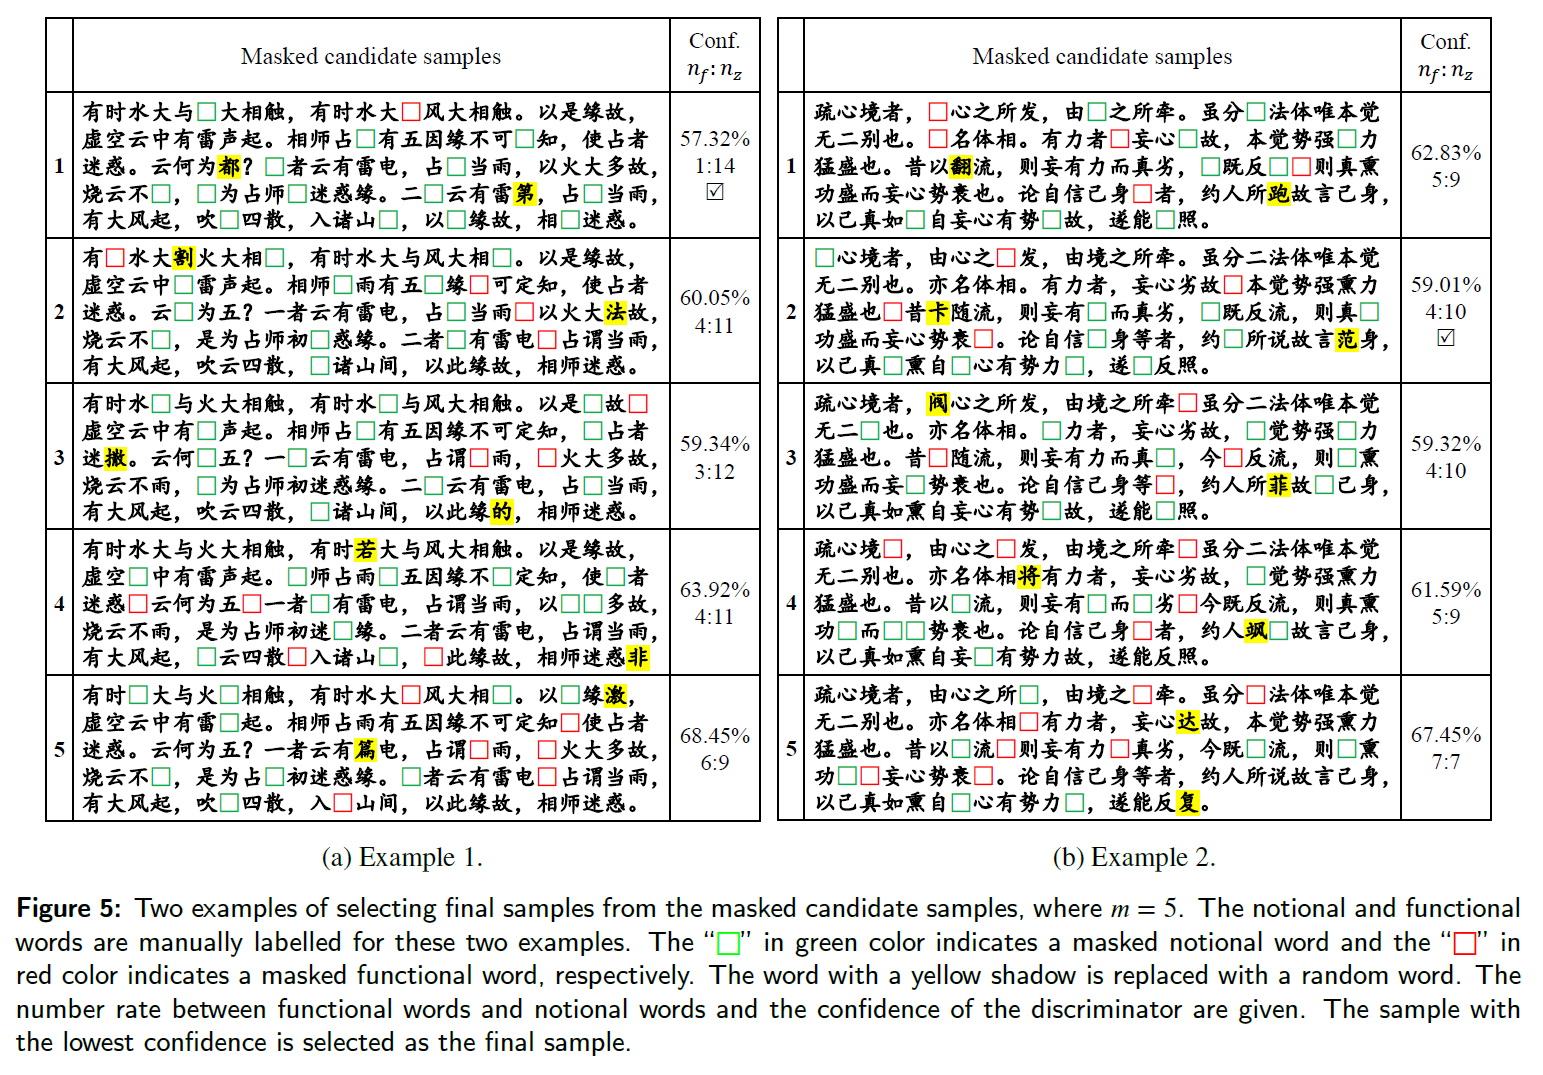 Masked candidate samples
Conf.
n_f : n_z
1
有时水大与□大相触，有时水大□风大相触。以是缘故，
虚空云中有雷声起。相师占□有五因缘不可□知，使占者
迷惑。云何为都？□者云有雷电，占□当雨，以火大多故，
烧云不□，□为占师□迷惑缘。二□云有雷第，占□当雨，
有大风起，吹□四散，入诸山□，以□缘故，相□迷惑。
57.32%
1:14
☑
2
有□水大割火大相□，有时水大与风大相□。以是缘故，
虚空云中□雷声起。相师□雨有五□缘□可定知，使占者
迷惑。云□为五？一者云有雷电，占□当雨□以火大法故，
烧云不□，是为占师初□惑缘。二者□有雷电□占谓当雨，
有大风起，吹云四散，□诸山间，以此缘故，相师迷惑。
60.05%
4:11
3
有时水□与火大相触，有时水□与风大相触。以是□故□
虚空云中有□声起。相师占□有五因缘不可定知，□占者
迷撒。云何□五？一□云有雷电，占谓□雨，□火大多故，
烧云不雨，□为占师初迷惑缘。二□云有雷电，占□当雨，
有大风起，吹云四散，□诸山间，以此缘的，相师迷惑。
59.34%
3:12
4
有时水大与火大相触，有时若大与风大相触。以是缘故，
虚空□中有雷声起。□师占雨□五因缘不□定知，使□者
迷惑□云何为五□一者□有雷电，占谓当雨，以□□多故，
烧云不雨，是为占师初迷□缘。二者云有雷电，占谓当雨，
有大风起，□云四散□入诸山□，□此缘故，相师迷惑非
63.92%
4:11
5
有时□大与火□相触，有时水大□风大相□。以□缘激，
虚空云中有雷□起。相师占雨有五因缘不可定知□使占者
迷惑。云何为五？一者云有篇电，占谓□雨，□火大多故，
烧云不□，是为占□初迷惑缘。□者云有雷电□占谓当雨，
有大风起，吹□四散，入□山间，以此缘故，相师迷惑。
68.45%
6:9
(a) Example 1.
Masked candidate samples
Conf.
n_f : n_z
1
疏心境者，□心之所发，由□之所牵。虽分□法体唯本觉
无二别也。□名体相。有力者□妄心□故，本觉势强□力
猛盛也。昔以翻流，则妄有力而真劣，□既反□□则真熏
功盛而妄心势衰也。论自信己身□者，约人所跑故言己身，
以己真如□自妄心有势□故，遂能□照。
62.83%
5:9
2
□心境者，由心之□发，由境之所牵。虽分二法体唯本觉
无二别也。亦名体相。有力者，妄心劣故□本觉势强熏力
猛盛也□昔卡随流，则妄有□而真劣，□既反流，则真□
功盛而妄心势衰□。论自信□身等者，约□所说故言范身，
以己真□熏自□心有势力□，遂□反照。
59.01%
4:10
☑
3
疏心境者，阀心之所发，由境之所牵□虽分二法体唯本觉
无二□也。亦名体相。□力者，妄心劣故，□觉势强□力
猛盛也。昔□随流，则妄有力而真□，今□反流，则□熏
功盛而妄□势衰也。论自信己身等□，约人所菲故□己身，
以己真如熏自妄心有势□故，遂能□照。
59.32%
4:10
4
疏心境□，由心之□发，由境之所牵□虽分二法体唯本觉
无二别也。亦名体相将有力者，妄心劣故，□觉势强熏力
猛盛也。昔以□流，则妄有□而□劣□今既反流，则真熏
功□而□□势衰也。论自信己身□者，约人飒□故言己身，
以己真如熏自妄□有势力故，遂能反照。
61.59%
5:9
5
疏心境者，由心之所□，由境之□牵。虽分□法体唯本觉
无二别也。亦名体相□有力者，妄心达故，本觉势强熏力
猛盛也。昔以□流□则妄有力□真劣，今既□流，则□熏
功□□妄心势衰□。论自信己身等者，约人所说故言己身，
以己真如熏自□心有势力□，遂能反复。
67.45%
7:7
(b) Example 2.
Figure 5: Two examples of selecting final samples from the masked candidate samples, where m = 5. The notional and functional
words are manually labelled for these two examples. The “□” in green color indicates a masked notional word and the “□” in
red color indicates a masked functional word, respectively. The word with a yellow shadow is replaced with a random word. The
number rate between functional words and notional words and the confidence of the discriminator are given. The sample with
the lowest confidence is selected as the final sample.